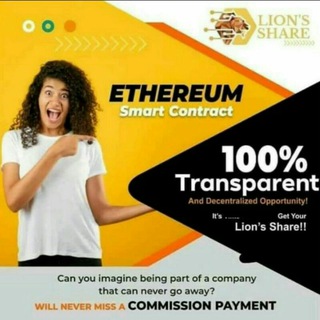 LION'S
SHARE
ETHEREUM
Smart Contract
100%
Transparent
And Decentralized Opportunity!
It's Get Your
Lion's Share!!
Can you imagine being part of a company
that can never go away?
WILL NEVER MISS A COMMISSION PAYMENT